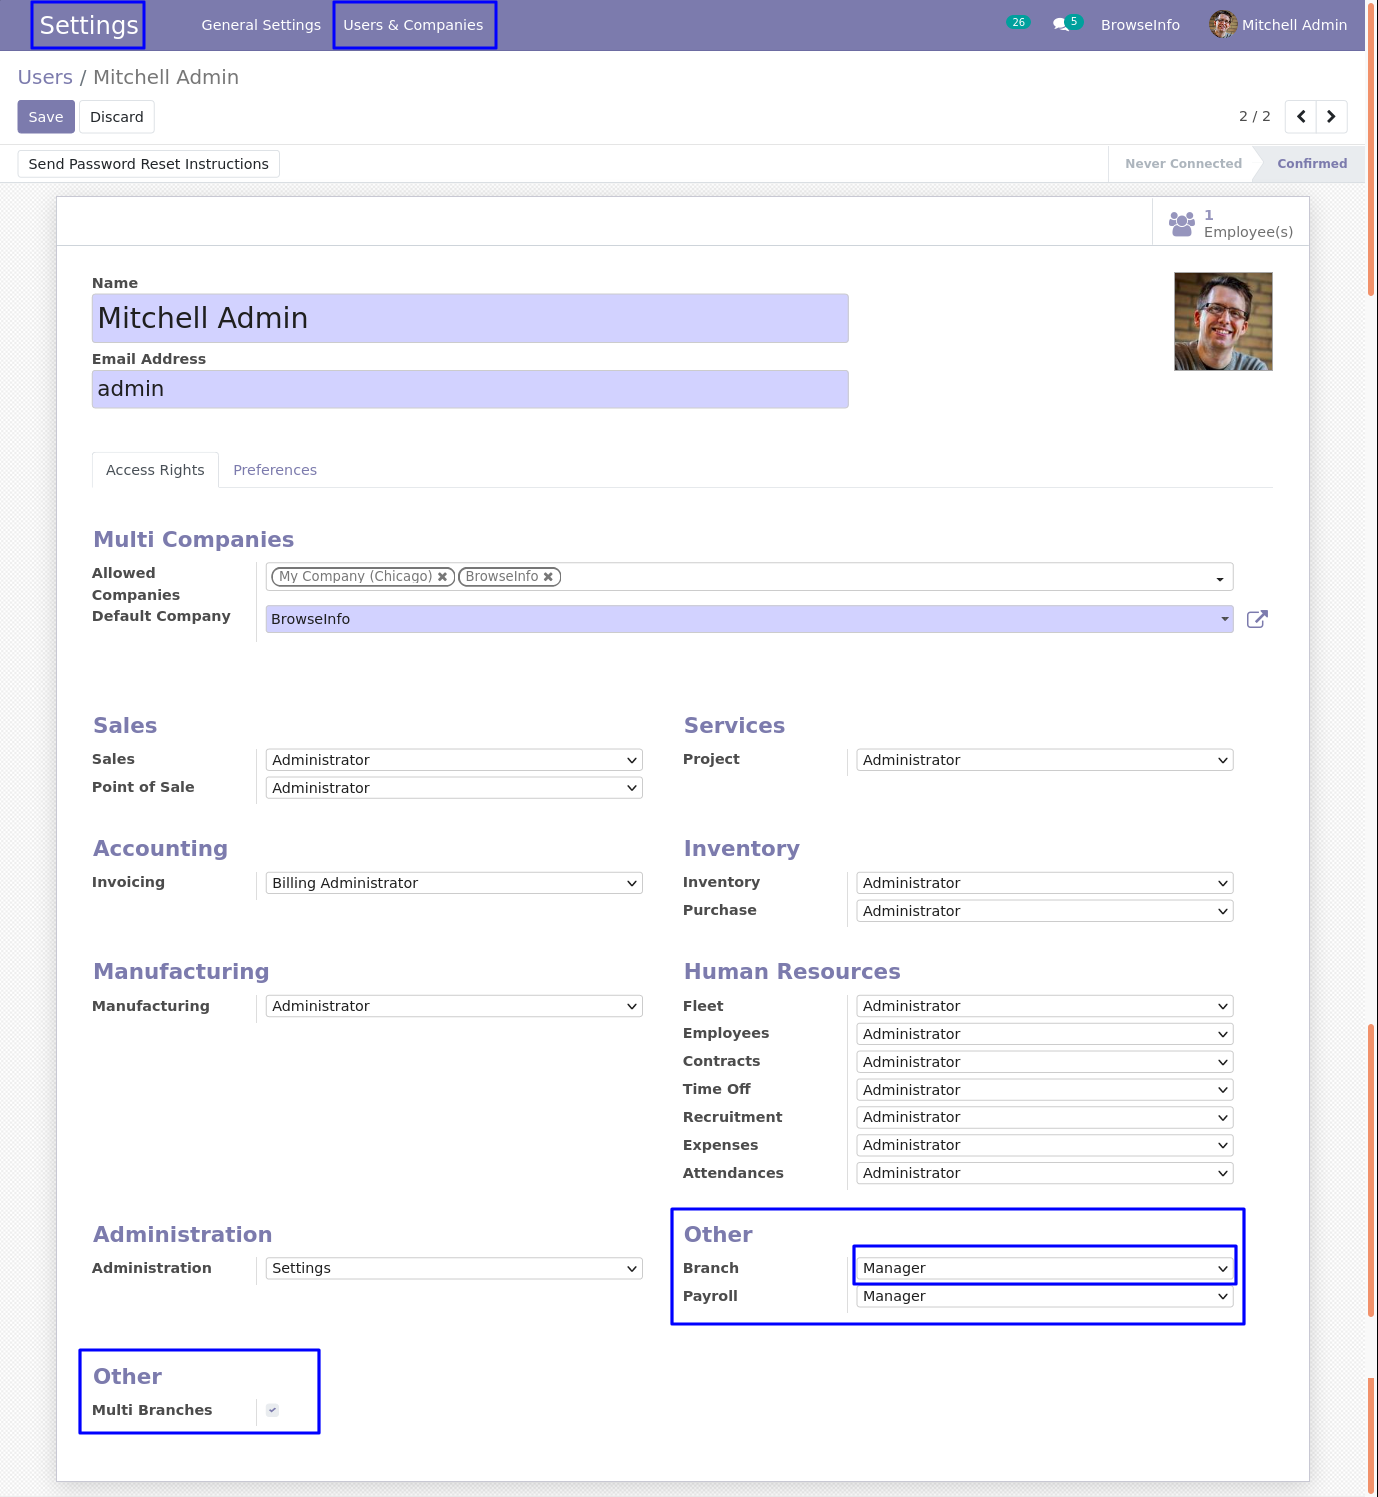 Settings General Settings Users & Companies 26 5 BrowseInfo Mitchell Admin
Users / Mitchell Admin
Save Discard 2 / 2
Send Password Reset Instructions Never Connected Confirmed
1
Employee(s)
Name
Mitchell Admin
Email Address
admin
Access Rights Preferences
Multi Companies
Allowed Companies My Company (Chicago) BrowseInfo
Default Company BrowseInfo
Sales Services
Sales Administrator Project Administrator
Point of Sale Administrator
Accounting Inventory
Invoicing Billing Administrator Inventory Administrator
Purchase Administrator
Manufacturing Human Resources
Manufacturing Administrator Fleet Administrator
Employees Administrator
Contracts Administrator
Time Off Administrator
Recruitment Administrator
Expenses Administrator
Attendances Administrator
Administration Other
Administration Settings Branch Manager
Payroll Manager
Other
Multi Branches